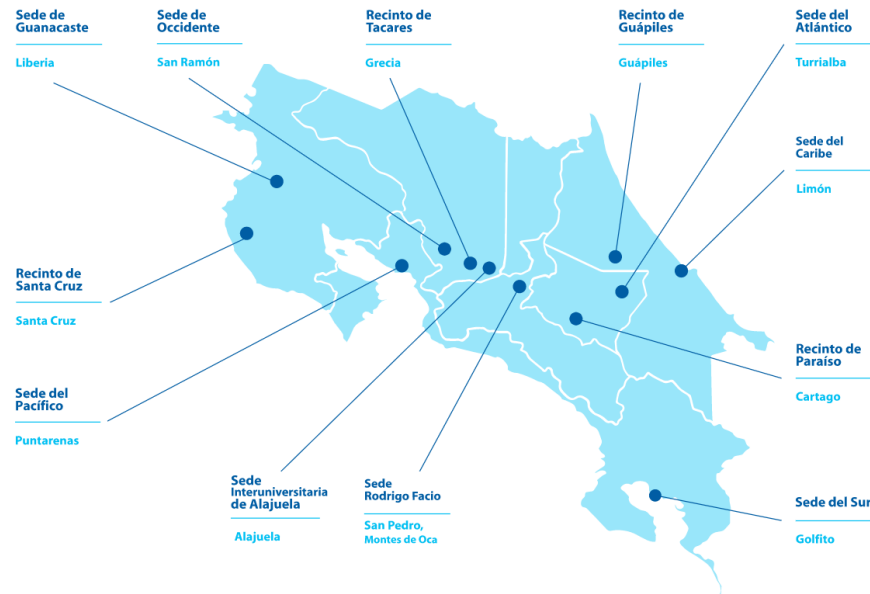 Sede de
Guanacaste
Liberia
Sede de
Occidente
San Ramón
Recinto de
Tacares
Grecia
Recinto de
Guápiles
Guápiles
Sede del
Atlántico
Turrialba
Sede del
Caribe
Limón
Recinto de
Santa Cruz
Santa Cruz
Recinto de
Paraíso
Cartago
Sede del
Pacífico
Puntarenas
Sede
Interuniversitaria
de Alajuela
Alajuela
Sede
Rodrigo Facio
San Pedro,
Montes de Oca
Sede del Sur
Golfito